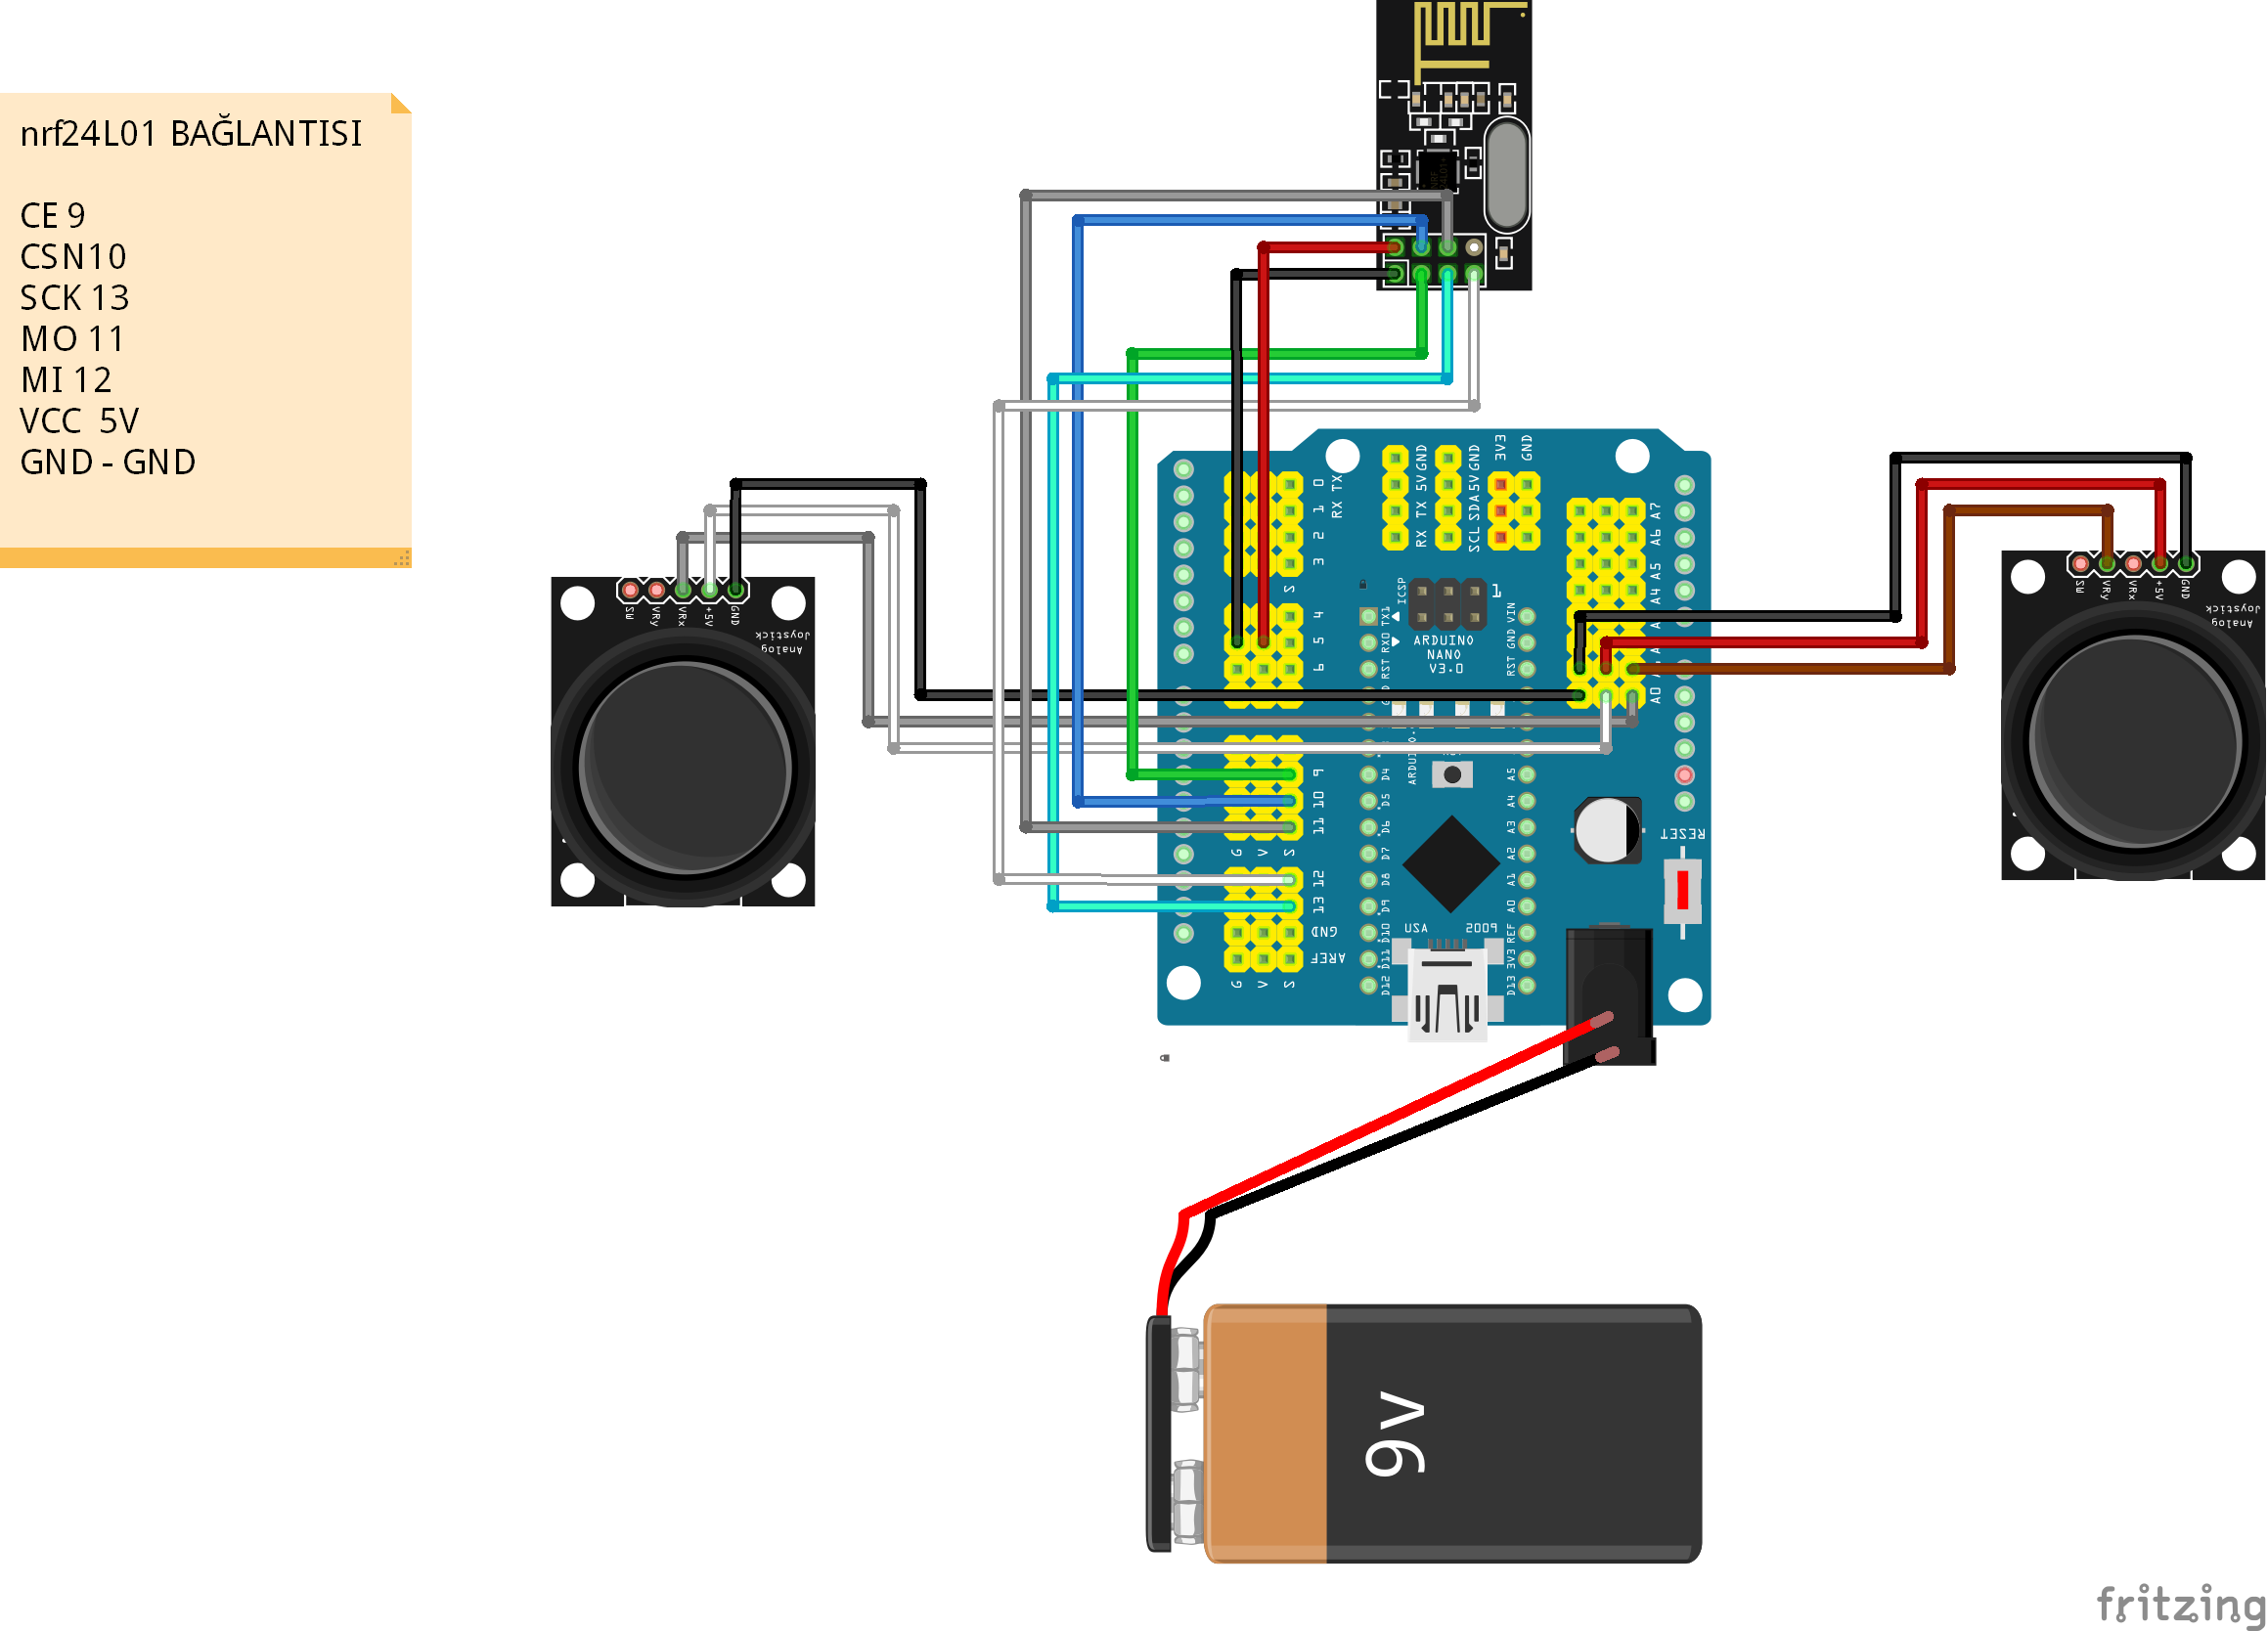 nrf24L01 BAĞLANTISI
CE 9
CSN10
SCK 13
MO 11
MI 12
VCC 5V
GND - GND
SW
VRy
VRx
+5V
GND
Analog
Joystick
0
1
2
3
RX TX
S
4
5
6
9
10
11
G V S
12
13
GND
AREF
G V S
RX TX 5V GND
SCL SDA 5V GND
3V3
GND
A7
A6
A5
A4
A0
ICSP
1
ARDUINO
NANO
V3.0
TX1
RX0
RST
D4
D5
D6
D7
D8
D9
D10
D11
D12
VIN
GND
RST
A5
A4
A3
A2
A1
A0
REF
3V3
D13
USA
2009
RESET
SW
VRy
VRx
+5V
GND
Analog
Joystick
9v
fritzing